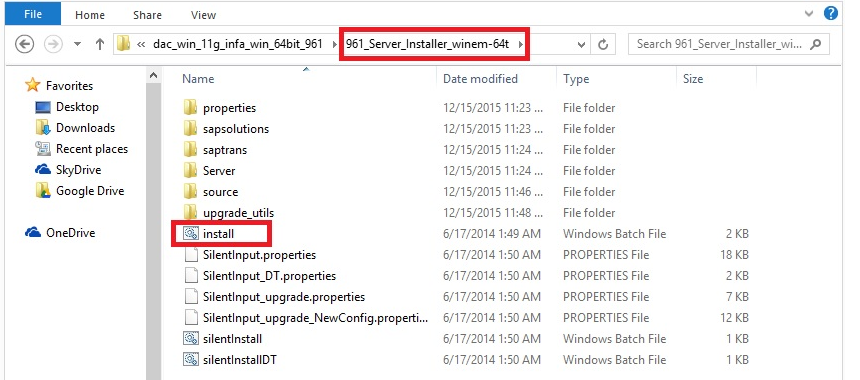 File Home Share View
dac_win_11g_infa_win_64bit_961 961_Server_Installer_winem-64t Search 961_Server_Installer_wi...
Name Date modified Type Size
Favorites
Desktop
Downloads
Recent places
SkyDrive
Google Drive
OneDrive
properties 12/15/2015 11:23 ... File folder
sapsolutions 12/15/2015 11:23 ... File folder
saptrans 12/15/2015 11:24 ... File folder
Server 12/15/2015 11:24 ... File folder
source 12/15/2015 11:46 ... File folder
upgrade_utils 12/15/2015 11:48 ... File folder
install 6/17/2014 1:49 AM Windows Batch File 2 KB
SilentInput.properties 6/17/2014 1:50 AM PROPERTIES File 18 KB
SilentInput_DT.properties 6/17/2014 1:50 AM PROPERTIES File 2 KB
SilentInput_upgrade.properties 6/17/2014 1:50 AM PROPERTIES File 7 KB
SilentInput_upgrade_NewConfig.properti... 6/17/2014 1:50 AM PROPERTIES File 12 KB
silentInstall 6/17/2014 1:50 AM Windows Batch File 1 KB
silentInstallDT 6/17/2014 1:50 AM Windows Batch File 1 KB